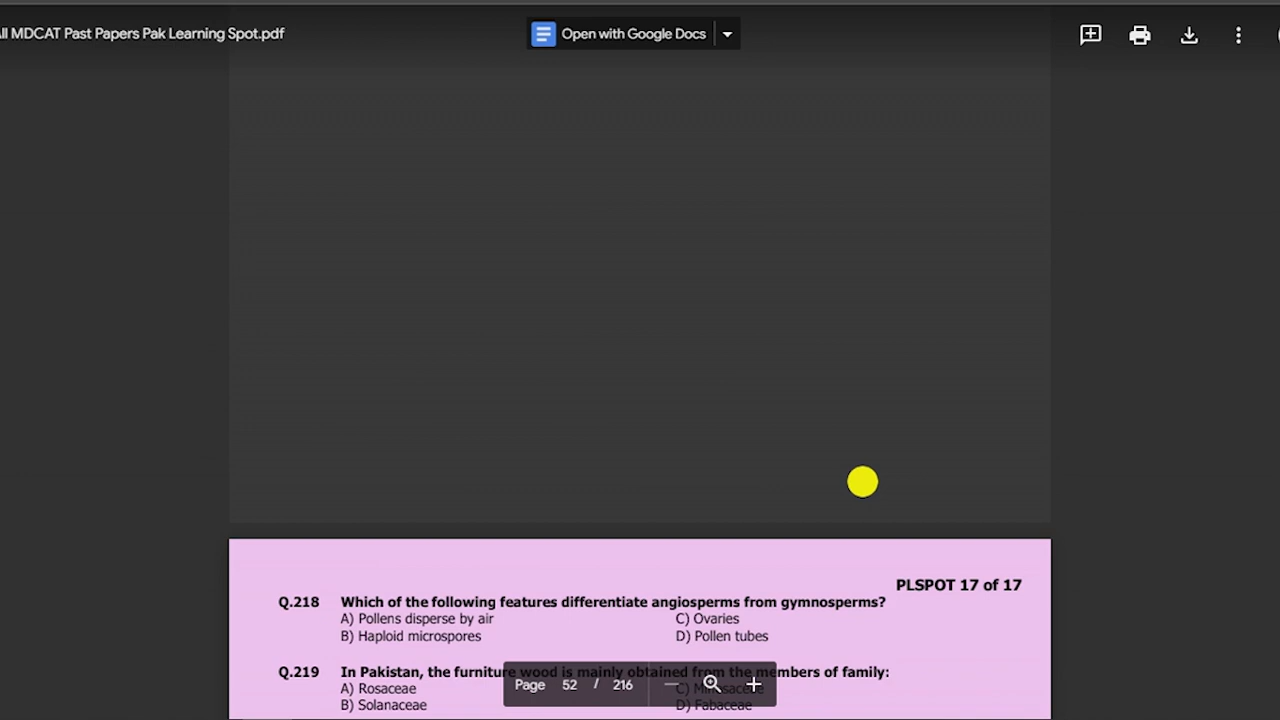 ll MDCAT Past Papers Pak Learning Spot.pdf
Open with Google Docs
PLSPOT 17 of 17
Q.218 Which of the following features differentiate angiosperms from gymnosperms?
A) Pollens disperse by air C) Ovaries
B) Haploid microspores D) Pollen tubes
Q.219 In Pakistan, the furniture wood is mainly obtained from the members of family:
A) Rosaceae C) Mimosaceae
B) Solanaceae D) Fabaceae
Page 52 / 216